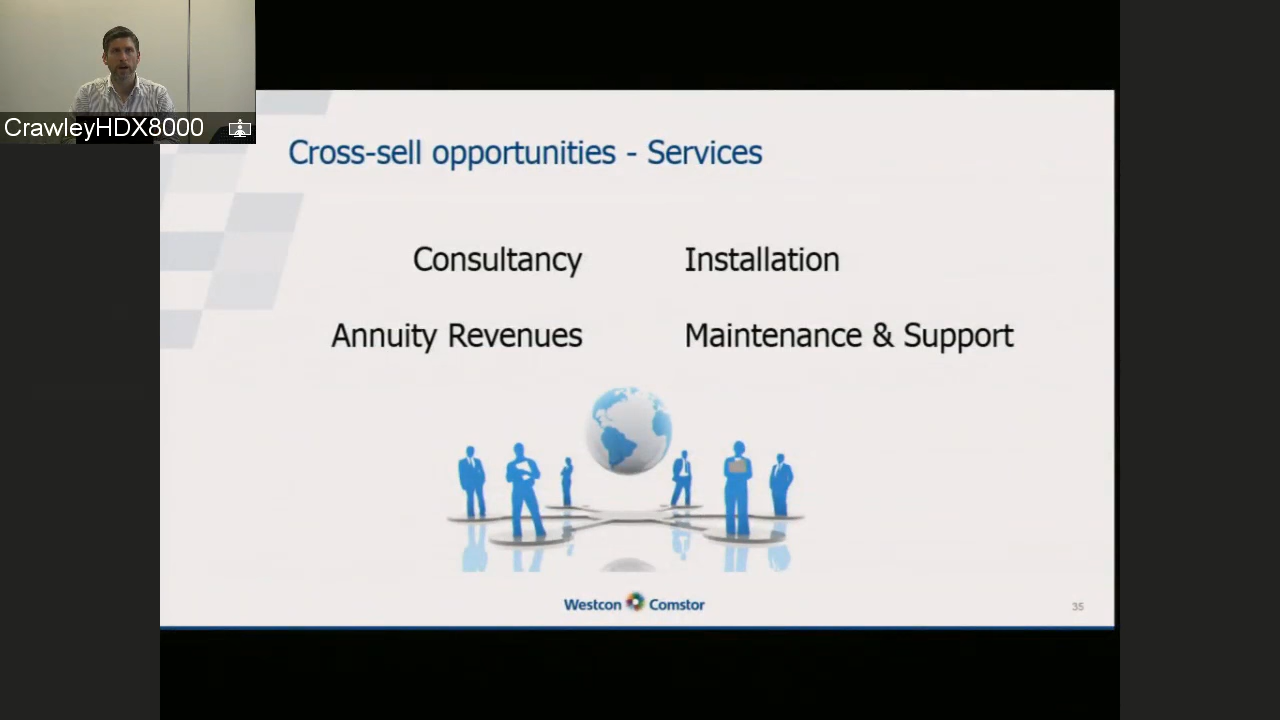 CrawleyHDX8000
Cross-sell opportunities - Services
Consultancy Installation
Annuity Revenues Maintenance & Support
Westcon Comstor
35